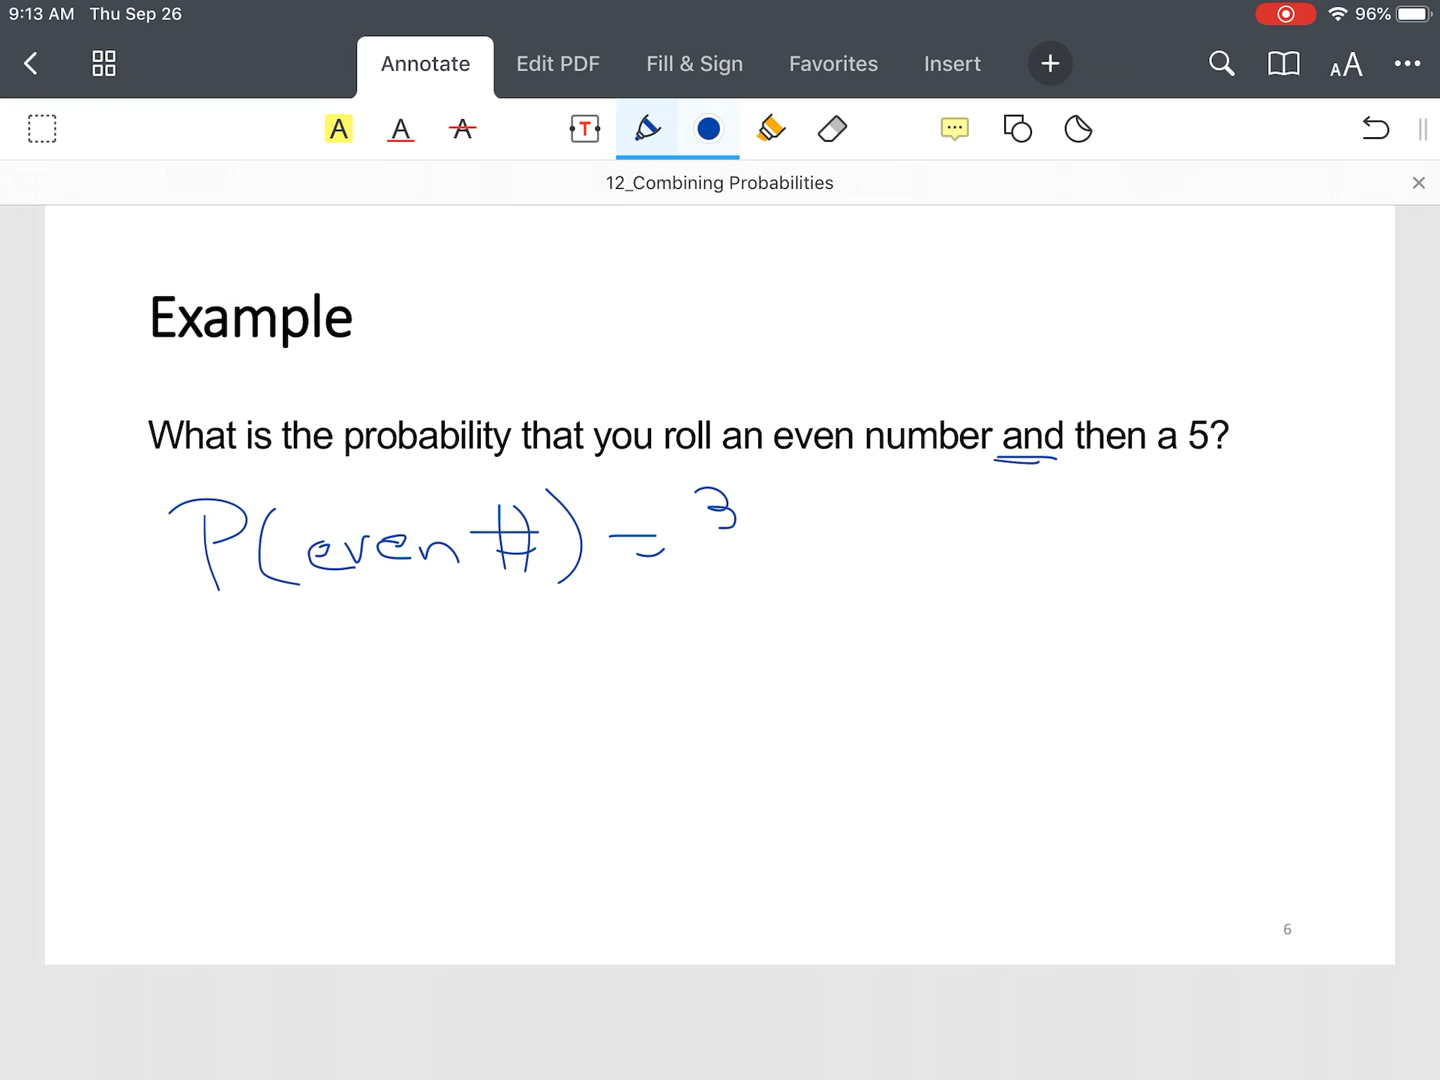 9:13 AM Thu Sep 26 96%
Annotate Edit PDF Fill & Sign Favorites Insert
12_Combining Probabilities
Example
What is the probability that you roll an even number and then a 5?
P(even #) = 3
6